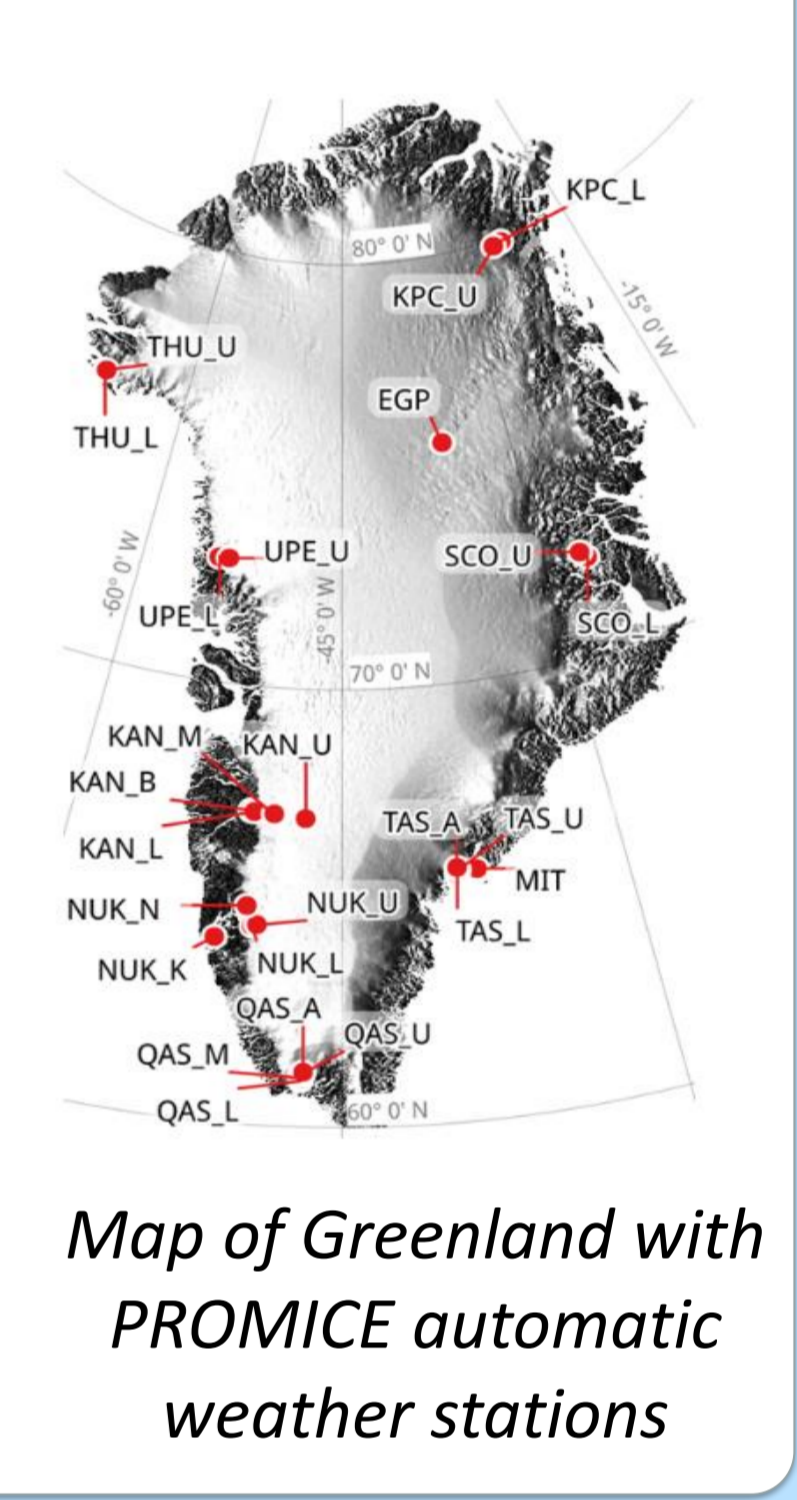 KPC_L
80° 0' N
KPC_U
-15° 0' W
THU_U
EGP
THU_L
UPE_U
SCO_U
-60° 0' W
-45° 0' W
UPE_L
SCO_L
70° 0' N
KAN_M
KAN_U
KAN_B
TAS_A
TAS_U
KAN_L
MIT
NUK_N
NUK_U
TAS_L
NUK_K
NUK_L
QAS_A
QAS_U
QAS_M
QAS_L
60° 0' N
Map of Greenland with
PROMICE automatic
weather stations